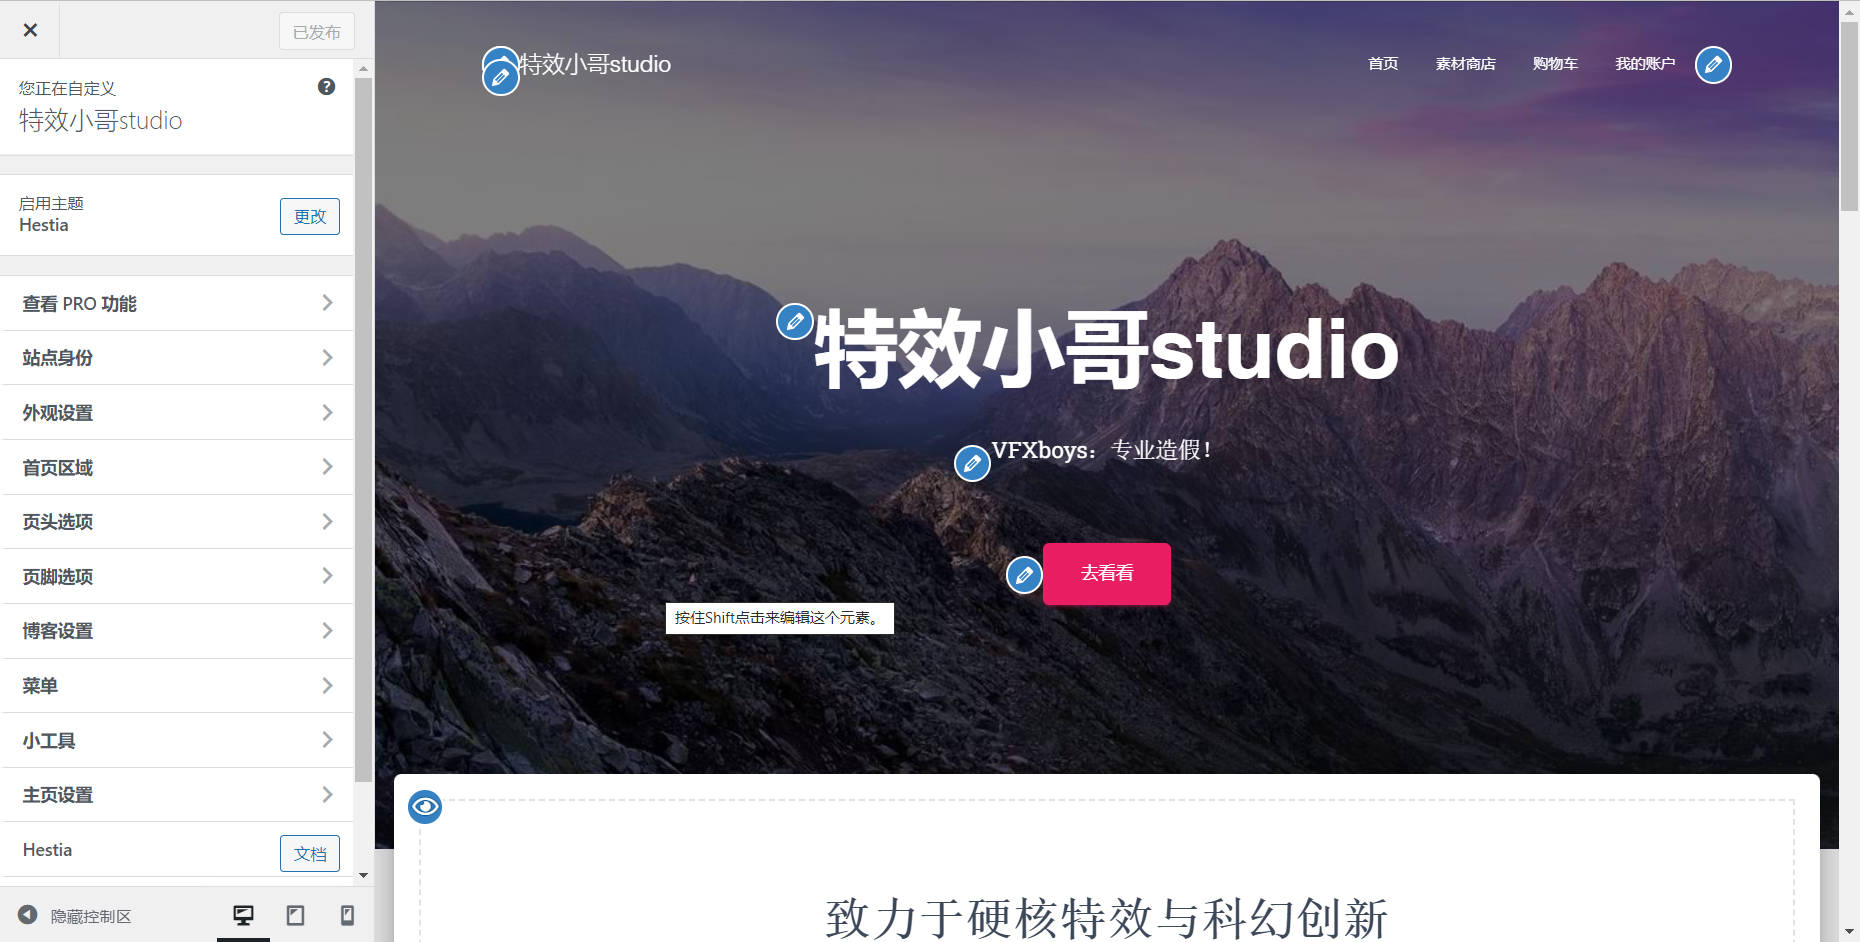 已发布
您正在自定义
特效小哥studio
启用主题
Hestia
更改
查看 PRO 功能
站点身份
外观设置
首页区域
页头选项
页脚选项
博客设置
菜单
小工具
主页设置
Hestia
文档
隐藏控制区
特效小哥studio
首页
素材商店
购物车
我的账户
特效小哥studio
VFXboys：专业造假！
去看看
按住Shift点击来编辑这个元素。
致力于硬核特效与科幻创新